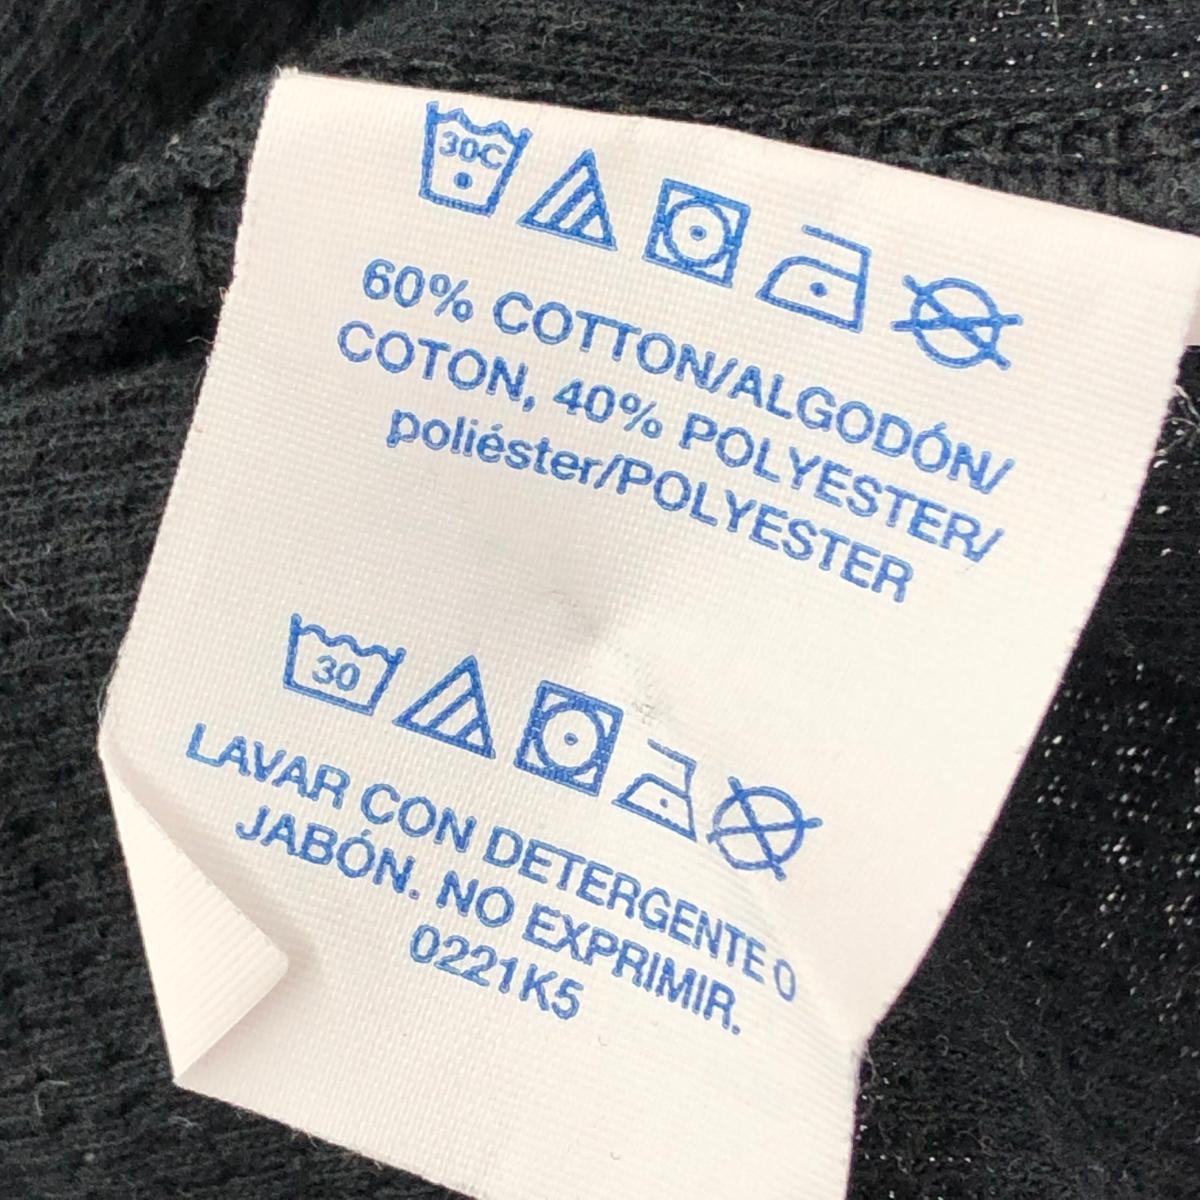 30C
60% COTTON/ALGODÓN/
COTON, 40% POLYESTER/
poliéster/POLYESTER
30
LAVAR CON DETERGENTE O
JABÓN. NO EXPRIMIR.
0221K5